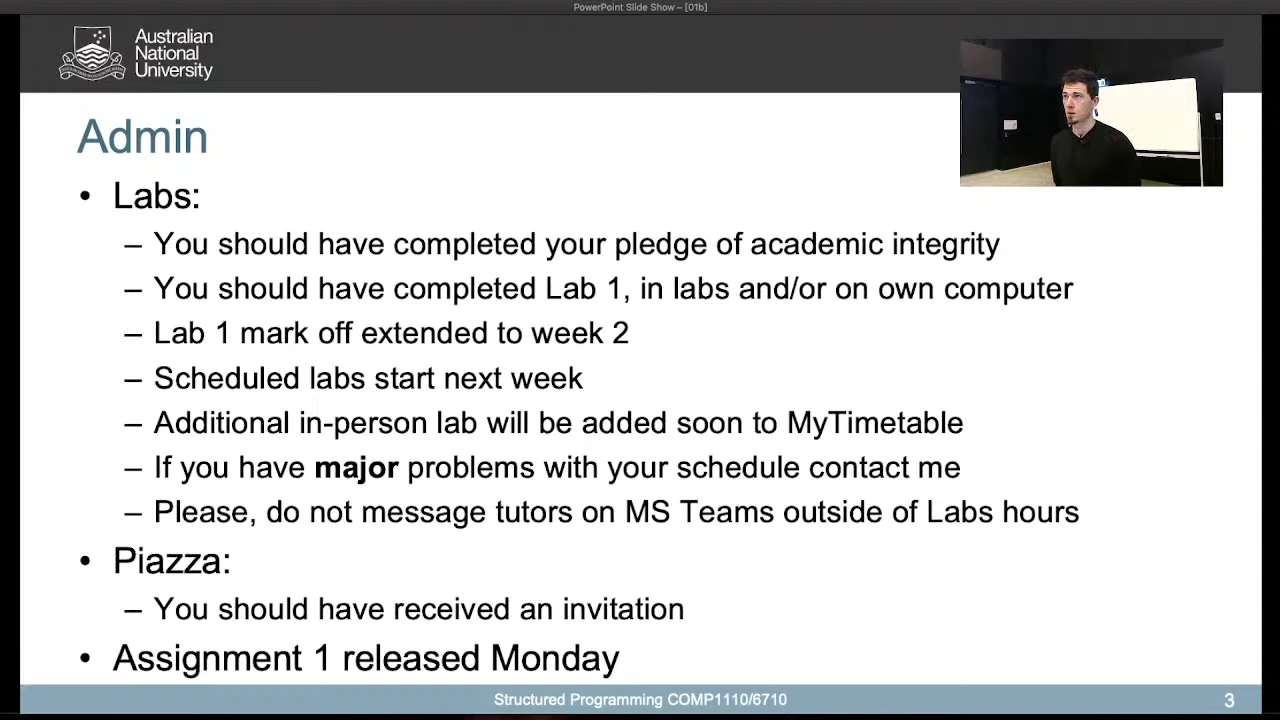 PowerPoint Slide Show – [01b]
Australian
National
University
Admin
• Labs:
– You should have completed your pledge of academic integrity
– You should have completed Lab 1, in labs and/or on own computer
– Lab 1 mark off extended to week 2
– Scheduled labs start next week
– Additional in-person lab will be added soon to MyTimetable
– If you have major problems with your schedule contact me
– Please, do not message tutors on MS Teams outside of Labs hours
• Piazza:
– You should have received an invitation
• Assignment 1 released Monday
Structured Programming COMP1110/6710
3